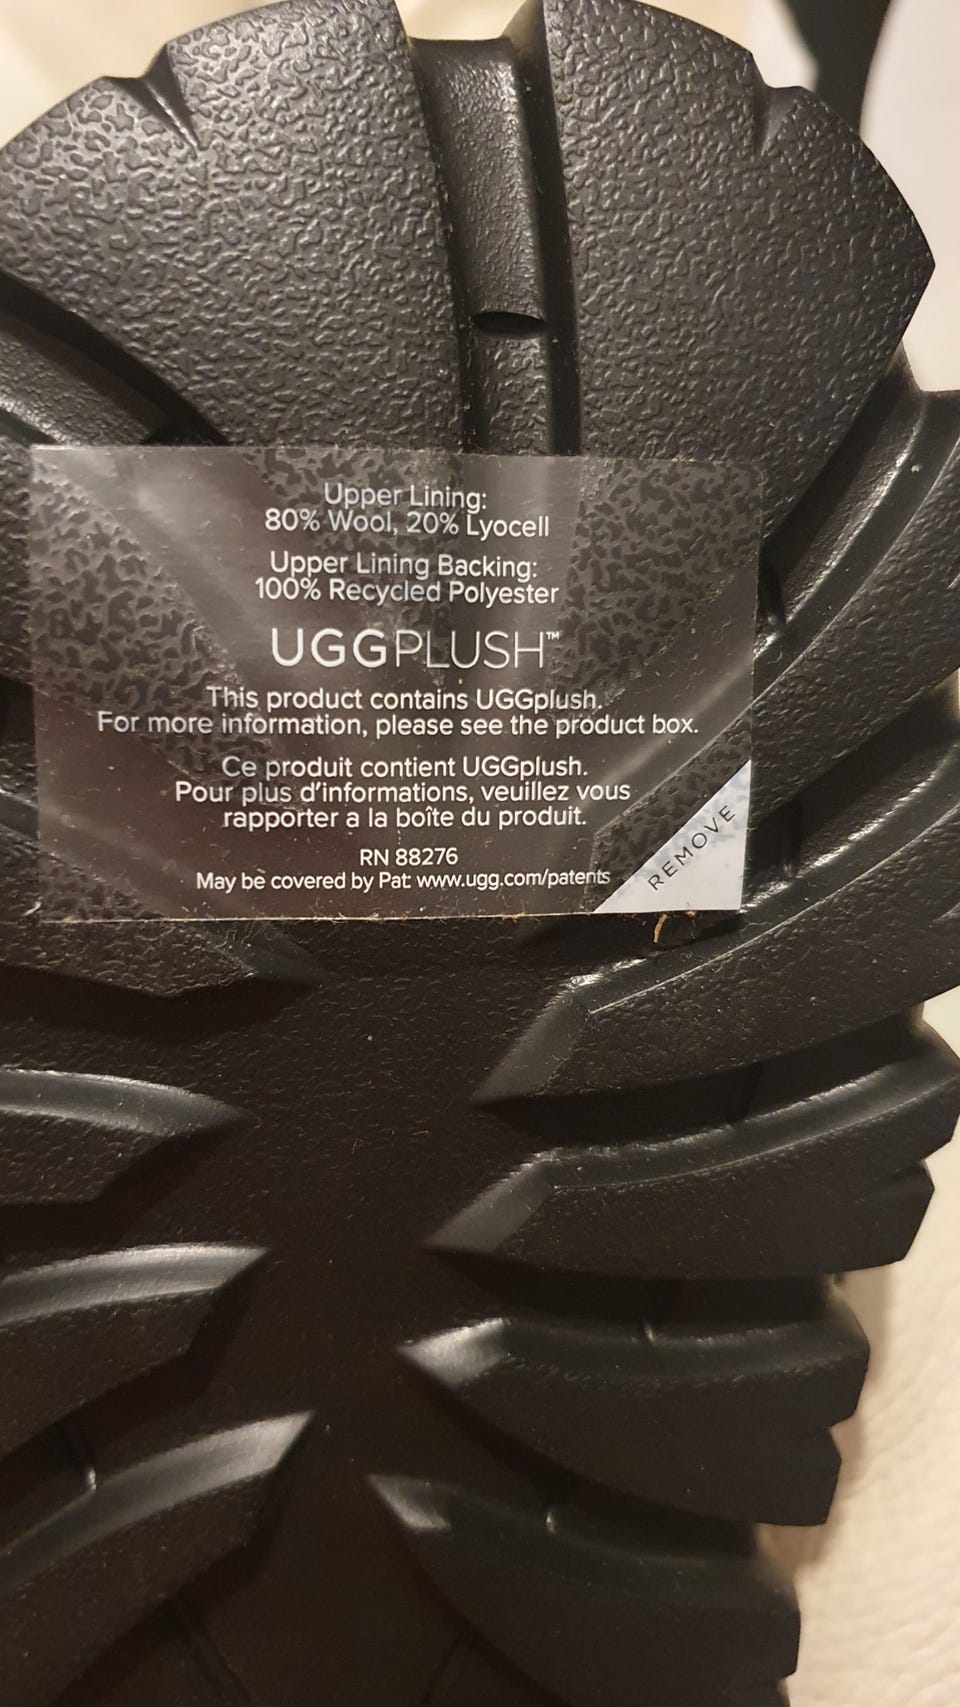 Upper Lining:
80% Wool, 20% Lyocell
Upper Lining Backing:
100% Recycled Polyester
UGGPLUSH™
This product contains UGGplush.
For more information, please see the product box.
Ce produit contient UGGplush.
Pour plus d'informations, veuillez vous
rapporter a la boîte du produit.
RN 88276
May be covered by Pat: www.ugg.com/patents
REMOVE